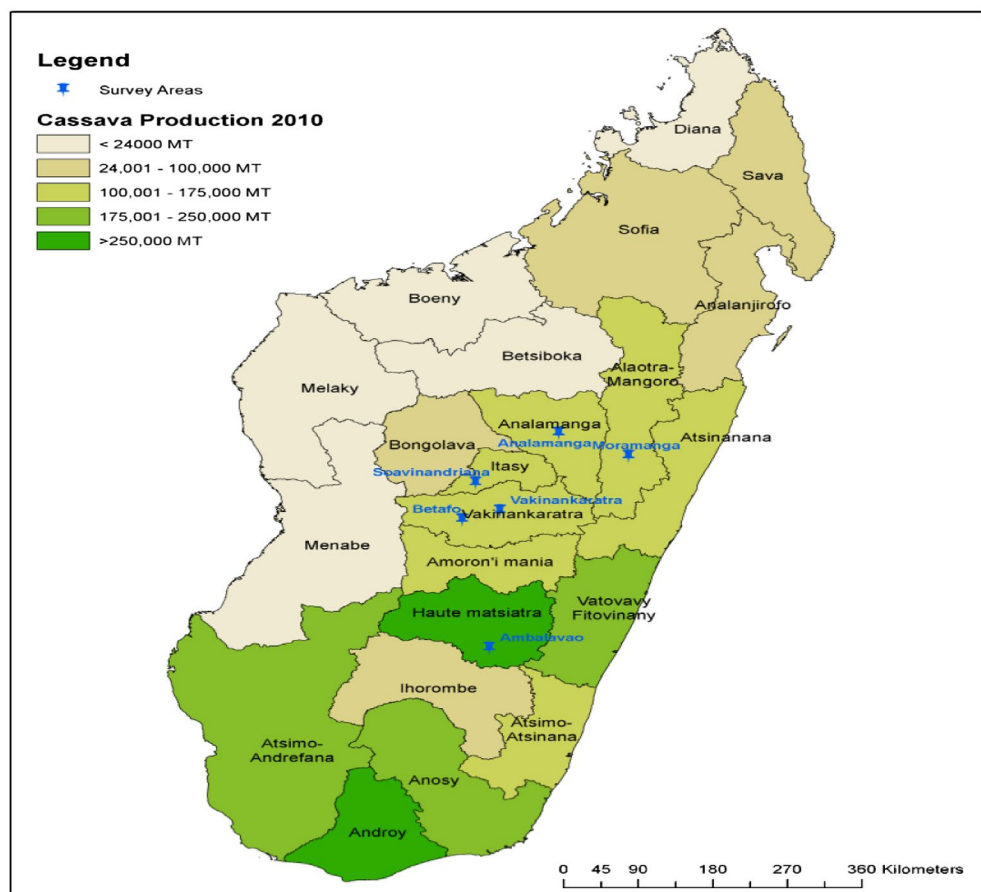 Legend
Survey Areas
Cassava Production 2010
< 24000 MT
24,001 - 100,000 MT
100,001 - 175,000 MT
175,001 - 250,000 MT
>250,000 MT
Diana
Sava
Sofia
Analanjirofo
Boeny
Betsiboka
Alaotra-
Mangoro
Melaky
Analamanga
Atsinanana
Bongolava
Analamanga
Moramanga
Itasy
Soavinandriana
Vakinankaratra
Betafo
Vakinankaratra
Menabe
Amoron'i mania
Haute matsiatra
Vatovavy
Fitovinany
Ambalavao
Ihorombe
Atsimo-
Atsinana
Atsimo-
Andrefana
Anosy
Androy
0 45 90 180 270 360 Kilometers